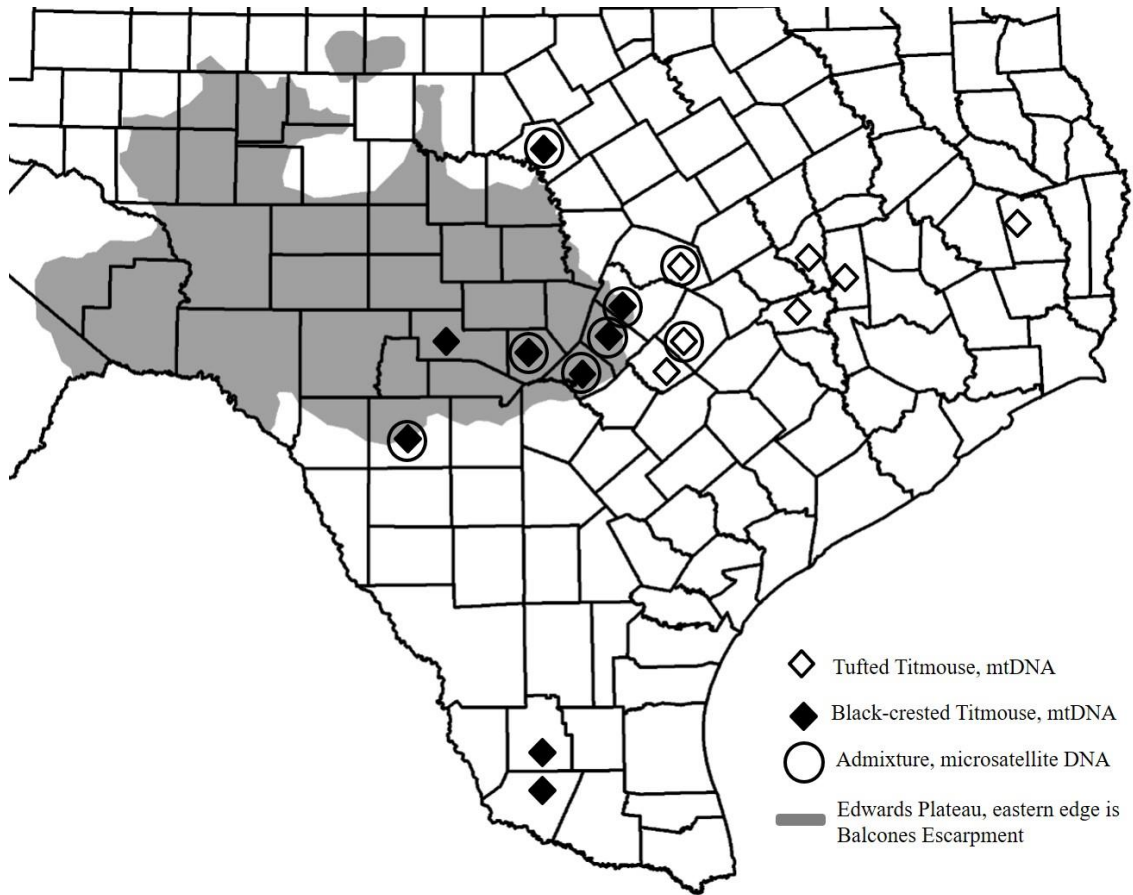 Tufted Titmouse, mtDNA
Black-crested Titmouse, mtDNA
Admixture, microsatellite DNA
Edwards Plateau, eastern edge is
Balcones Escarpment